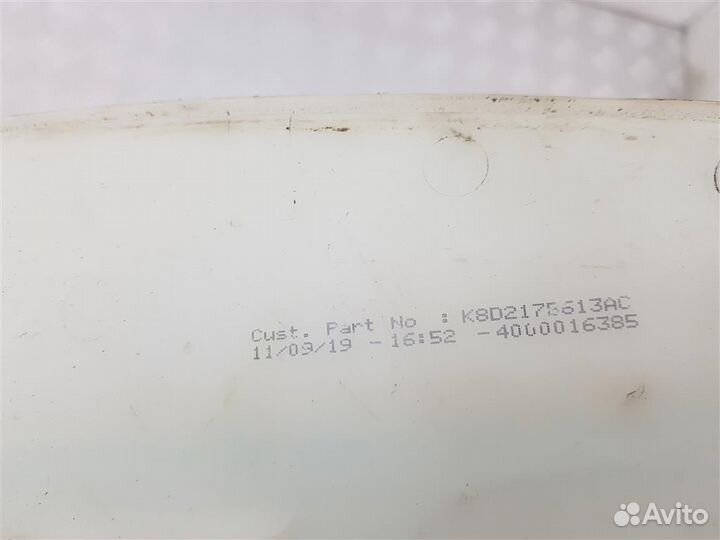 Cust. Part No : K8D2175613AC
11/09/19 - 16:52 - 4000016385
Avito